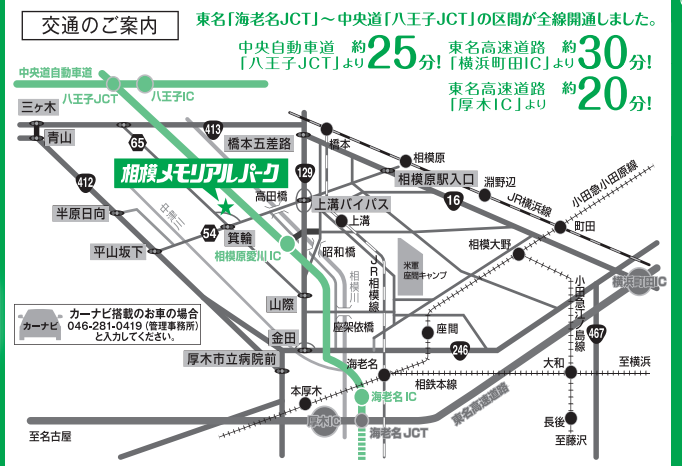 交通のご案内
東名「海老名JCT」～中央道「八王子JCT」の区間が全線開通しました。
中央自動車道
「八王子JCT」より
約25分!
東名高速道路
「横浜町田IC」より
約30分!
東名高速道路
「厚木IC」より
約20分!
中央道自動車道
八王子JCT
八王子IC
三ヶ木
青山
65
413
橋本五差路
橋本
相模原
相模メモリアルパーク
412
129
相模原駅入口
淵野辺
小田急小田原線
高田橋
上溝バイパス
16
JR横浜線
半原日向
中津川
上溝
町田
54
箕輪
相模大野
平山坂下
相模原愛川IC
昭和橋
JR相模線
米軍
座間キャンプ
横浜町田IC
相模川
小田急江ノ島線
山際
カーナビ
カーナビ搭載のお車の場合
046-281-0419（管理事務所）
と入力してください。
座架依橋
座間
467
金田
246
厚木市立病院前
海老名
大和
至横浜
本厚木
相鉄本線
海老名IC
東名高速道路
厚木IC
海老名JCT
長後
至名古屋
至藤沢